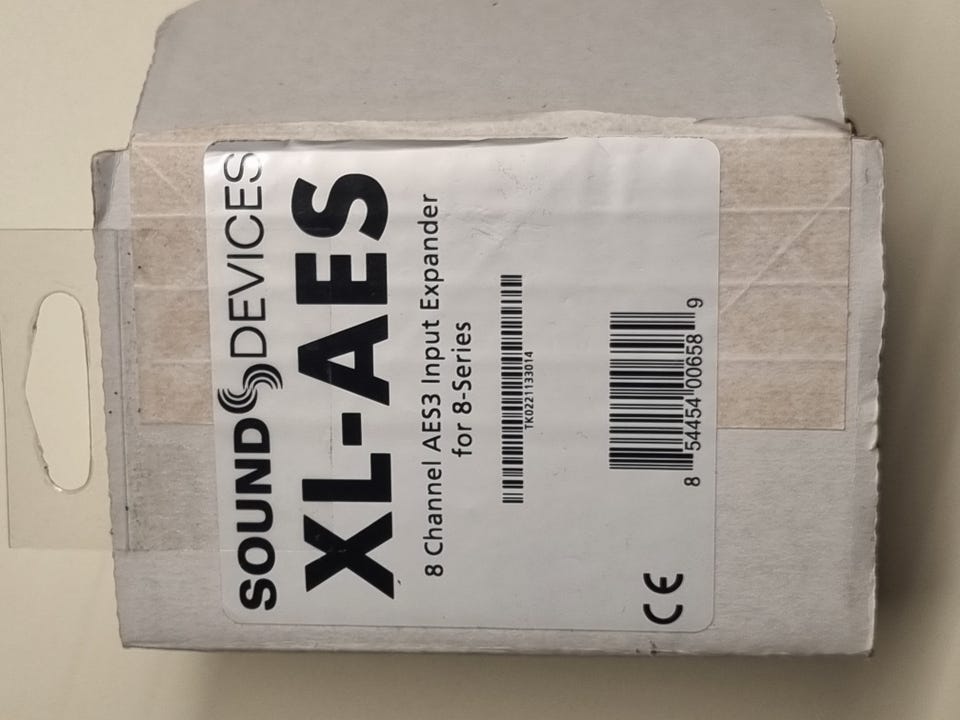 SOUND DEVICES
XL-AES
8 Channel AES3 Input Expander
for 8-Series
TK0221133014
8 54454 00658 9
CE